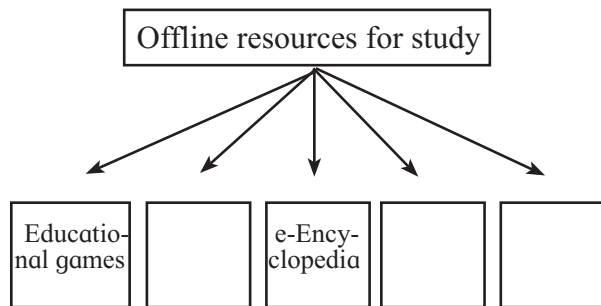 Offline resources for study
Educatio-
nal games
e-Ency-
clopedia